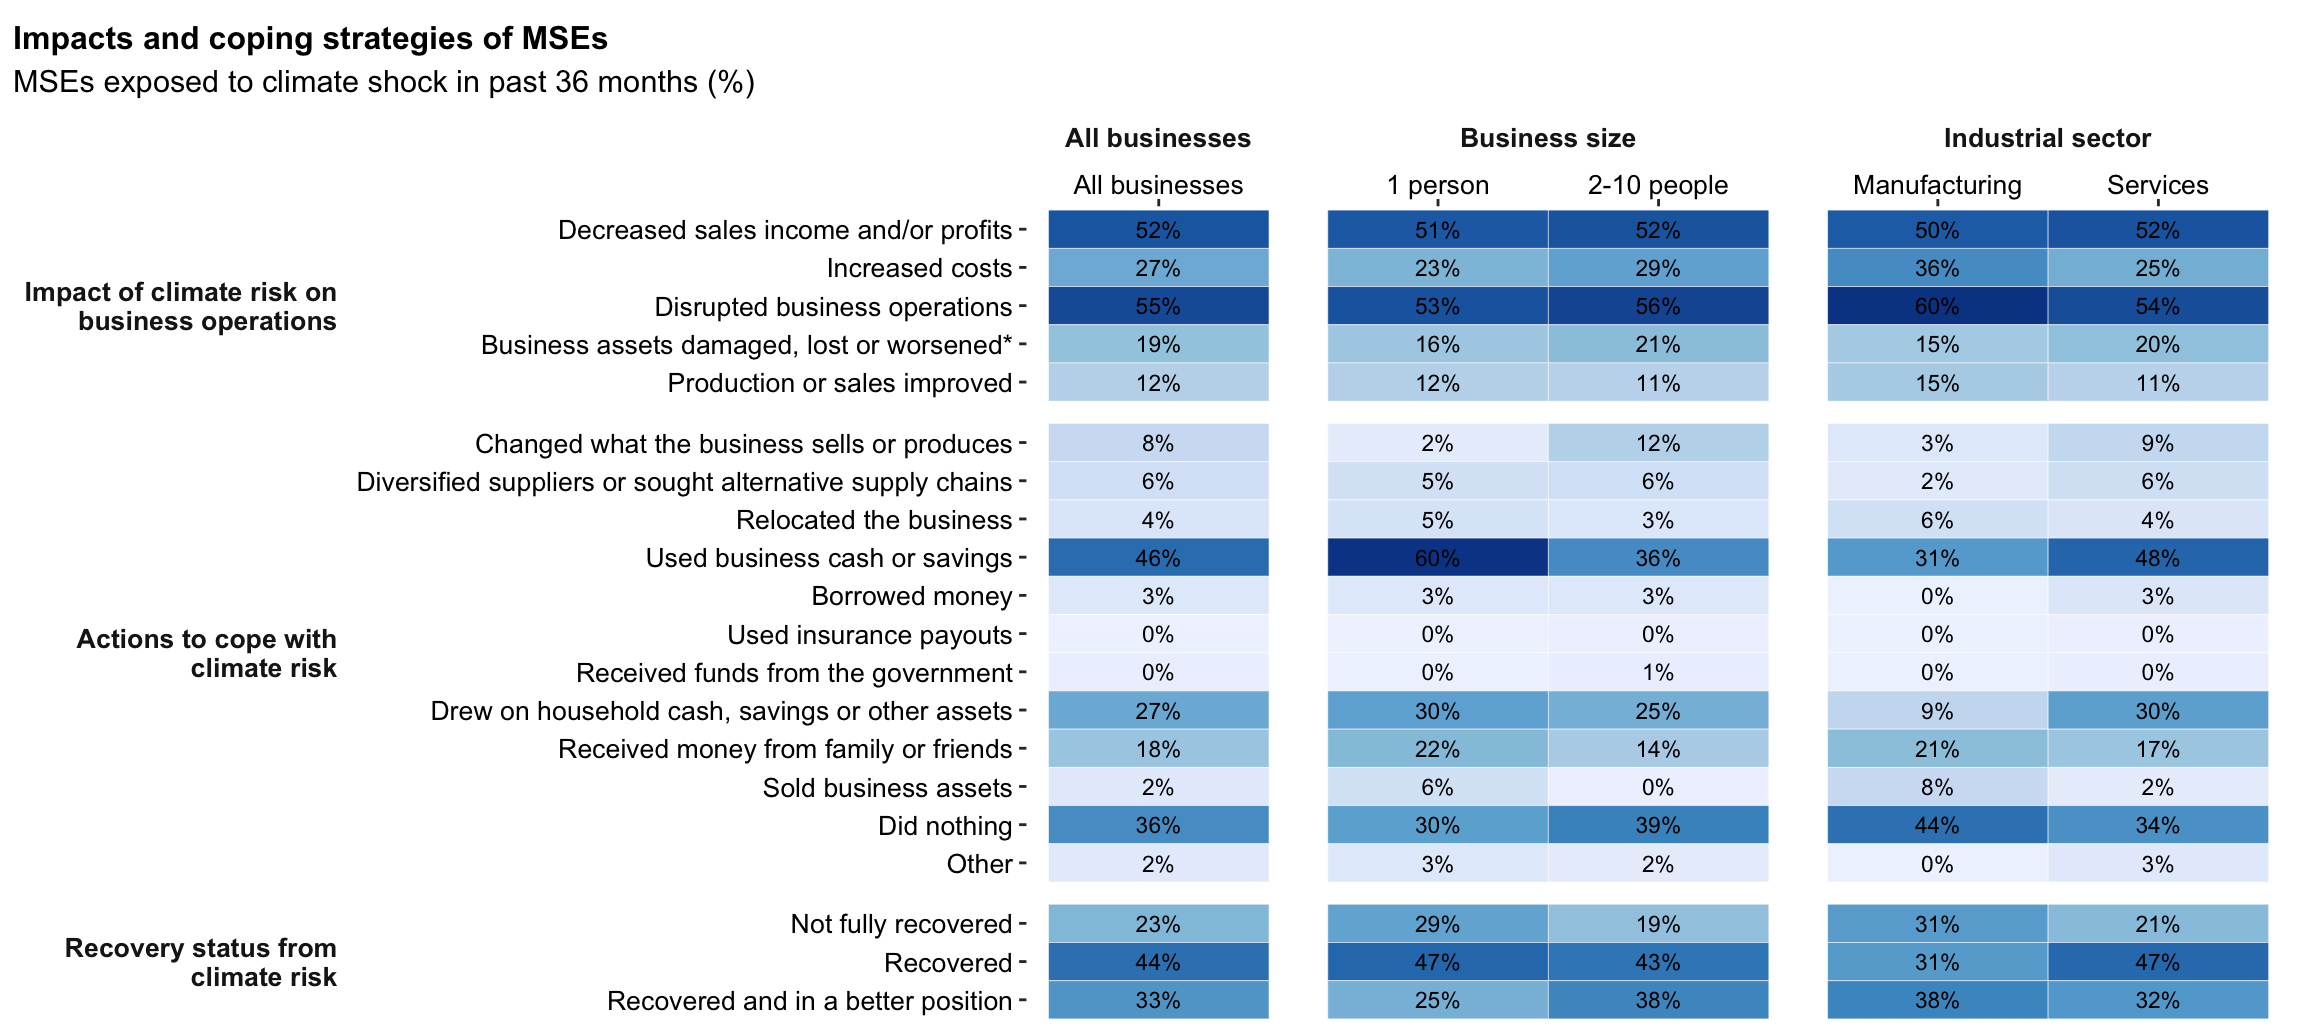 Impacts and coping strategies of MSEs
MSEs exposed to climate shock in past 36 months (%)
All businesses Business size Industrial sector
All businesses 1 person 2-10 people Manufacturing Services
Impact of climate risk on
business operations
Decreased sales income and/or profits 52% 51% 52% 50% 52%
Increased costs 27% 23% 29% 36% 25%
Disrupted business operations 55% 53% 56% 60% 54%
Business assets damaged, lost or worsened* 19% 16% 21% 15% 20%
Production or sales improved 12% 12% 11% 15% 11%
Actions to cope with
climate risk
Changed what the business sells or produces 8% 2% 12% 3% 9%
Diversified suppliers or sought alternative supply chains 6% 5% 6% 2% 6%
Relocated the business 4% 5% 3% 6% 4%
Used business cash or savings 46% 60% 36% 31% 48%
Borrowed money 3% 3% 3% 0% 3%
Used insurance payouts 0% 0% 0% 0% 0%
Received funds from the government 0% 0% 1% 0% 0%
Drew on household cash, savings or other assets 27% 30% 25% 9% 30%
Received money from family or friends 18% 22% 14% 21% 17%
Sold business assets 2% 6% 0% 8% 2%
Did nothing 36% 30% 39% 44% 34%
Other 2% 3% 2% 0% 3%
Recovery status from
climate risk
Not fully recovered 23% 29% 19% 31% 21%
Recovered 44% 47% 43% 31% 47%
Recovered and in a better position 33% 25% 38% 38% 32%